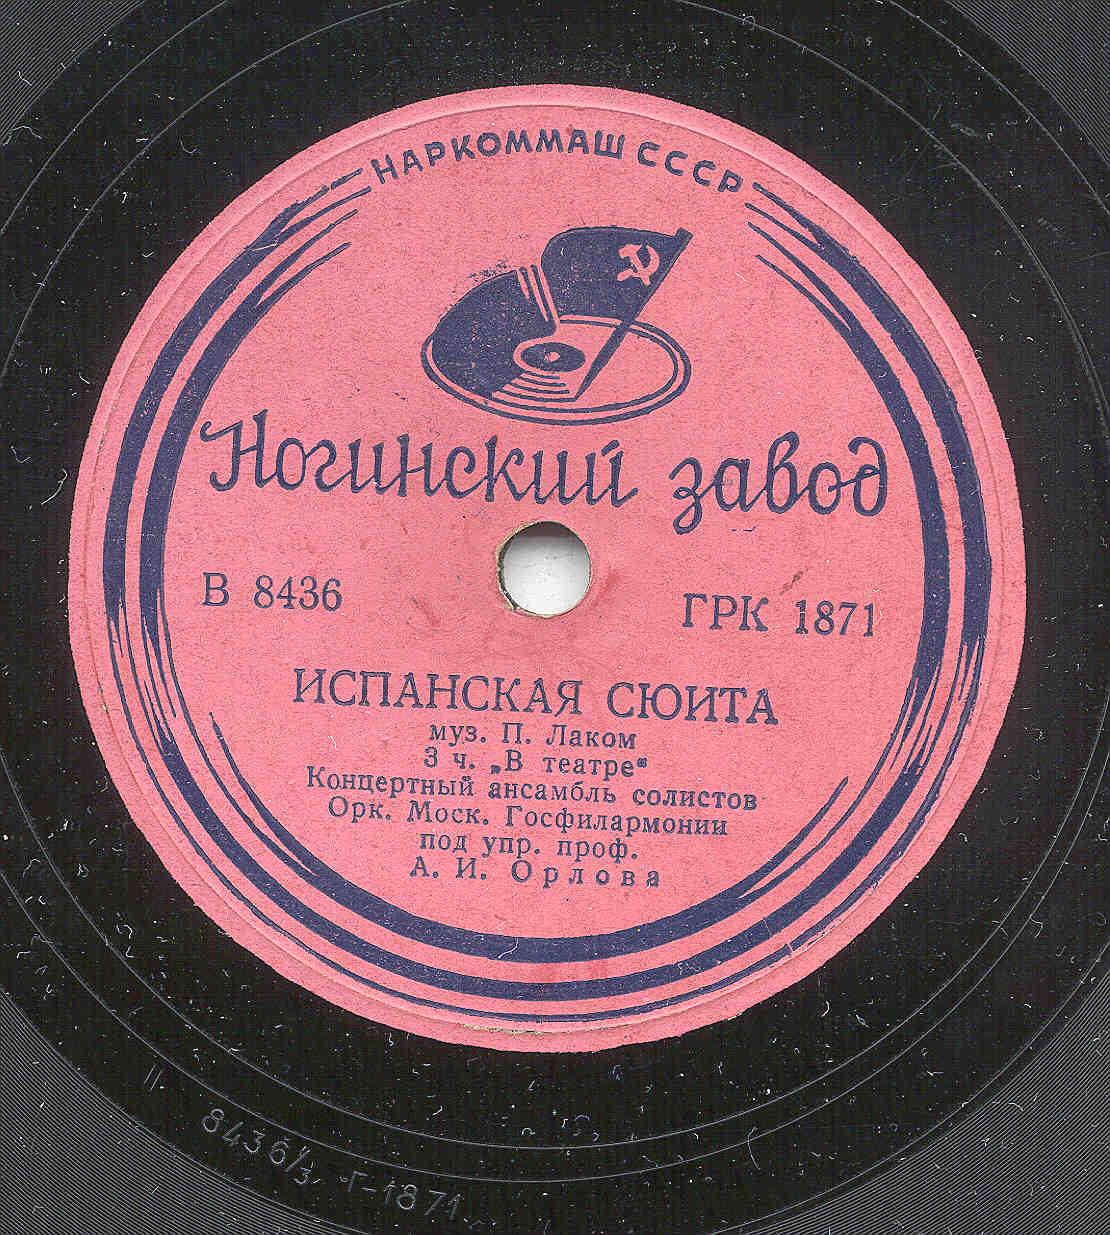 НАРКОММАШ СССР
Ногинский завод
В 8436
ГРК 1871
ИСПАНСКАЯ СЮИТА
муз. П. Лаком
3 ч. „В театре"
Концертный ансамбль солистов
Орк. Моск. Госфилармонии
под упр. проф.
А. И. Орлова
8436/3 Г-1871